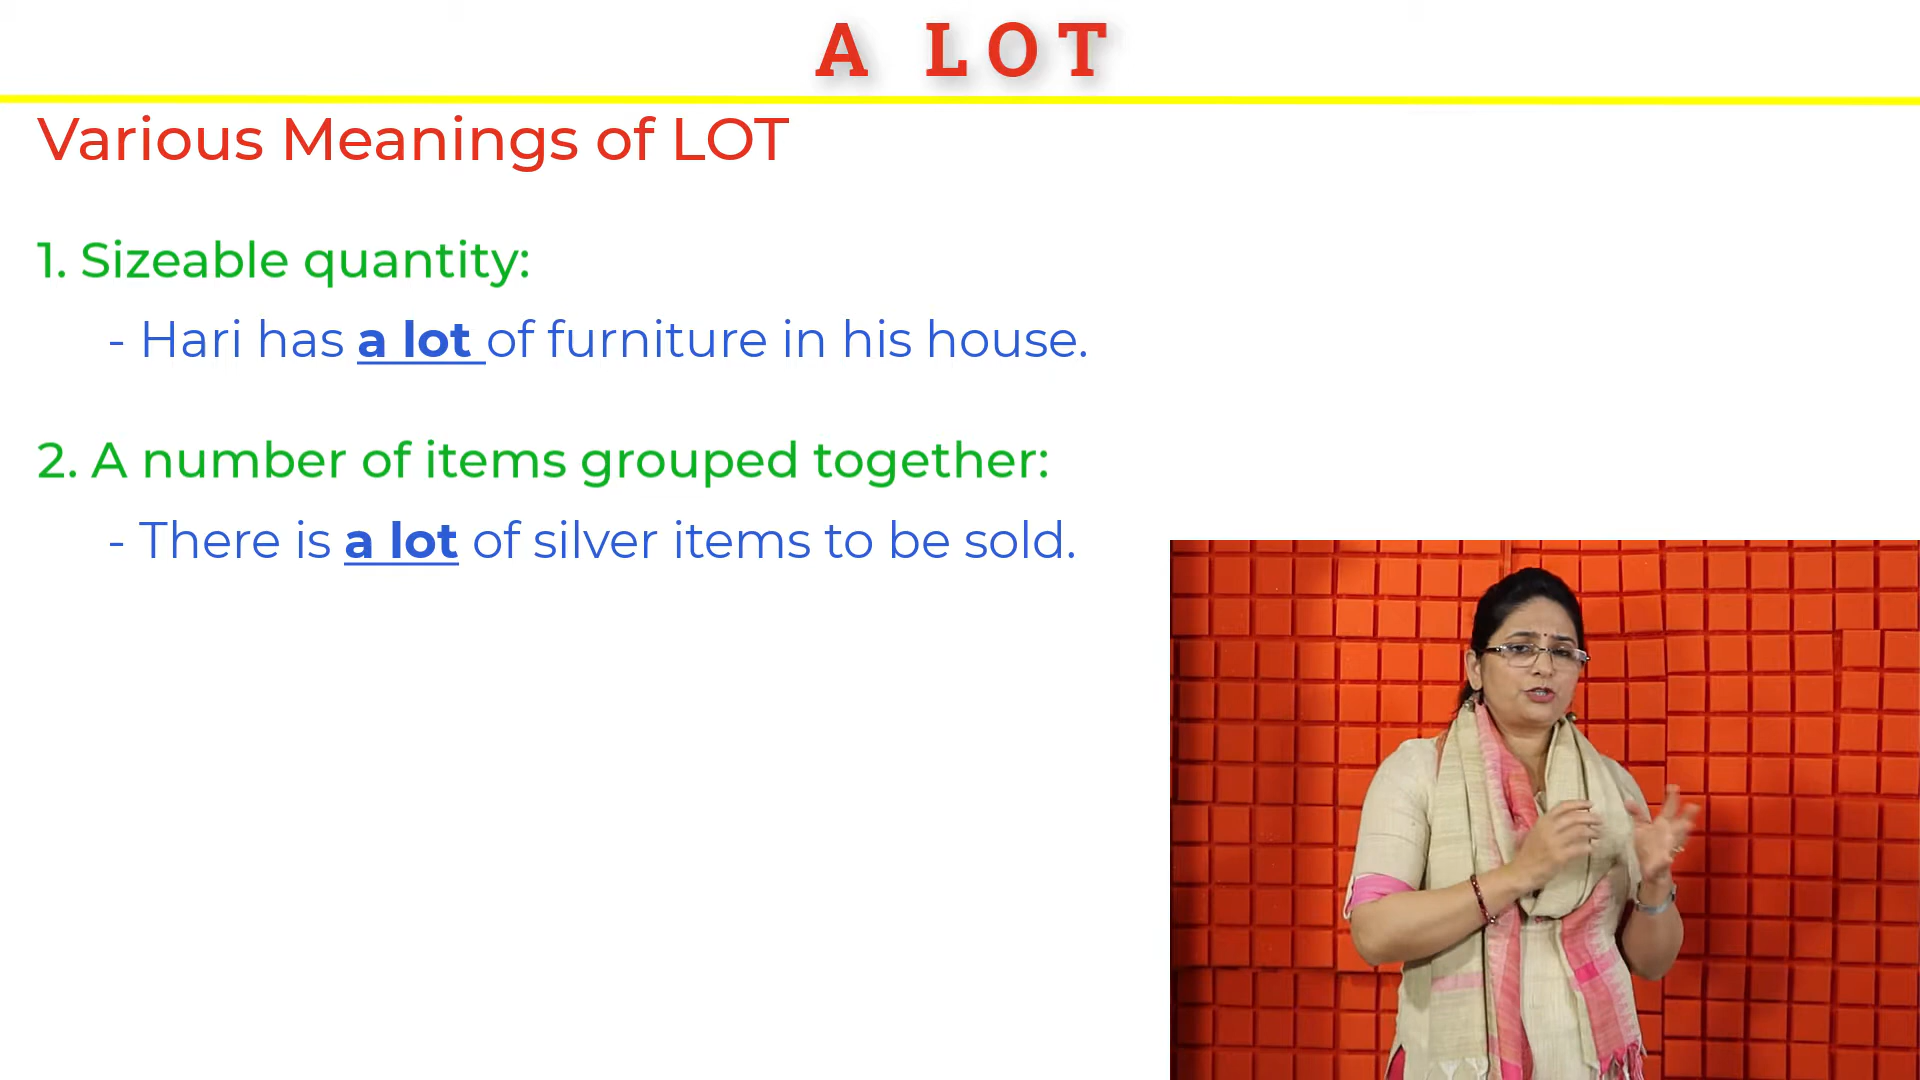 A LOT
Various Meanings of LOT
1. Sizeable quantity:
- Hari has a lot of furniture in his house.
2. A number of items grouped together:
- There is a lot of silver items to be sold.